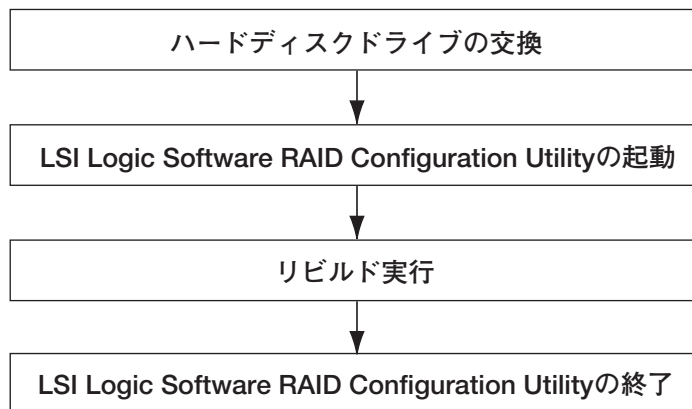 ハードディスクドライブの交換
LSI Logic Software RAID Configuration Utilityの起動
リビルド実行
LSI Logic Software RAID Configuration Utilityの終了